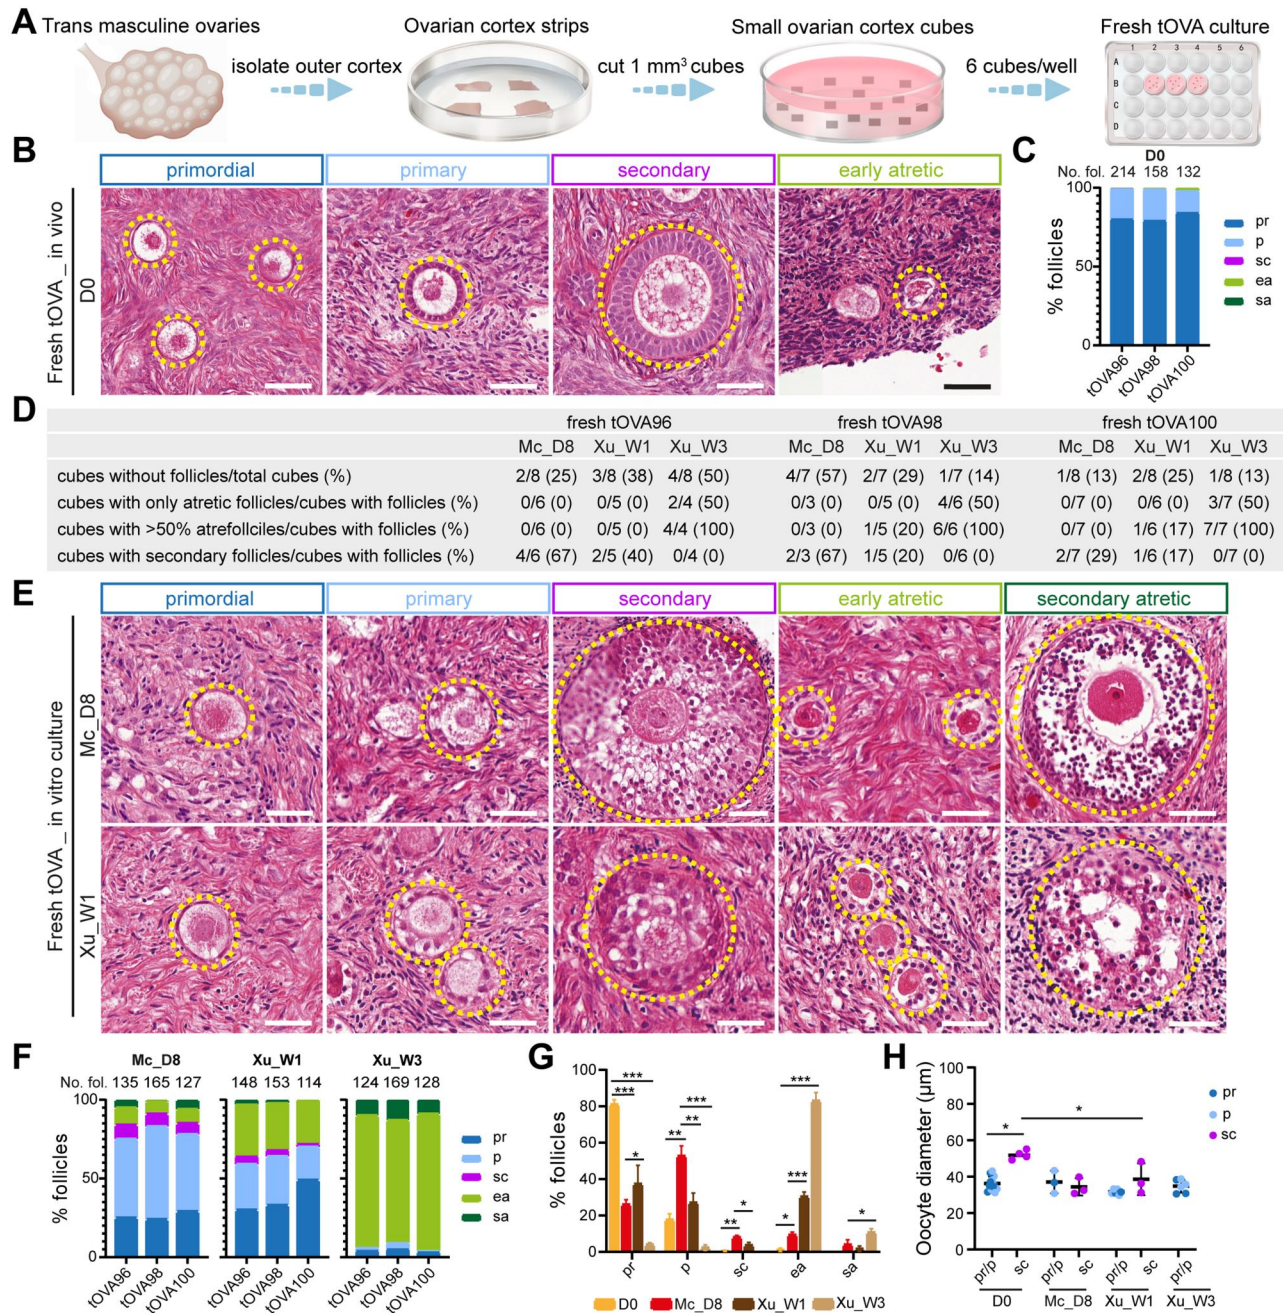 A
Trans masculine ovaries
Ovarian cortex strips
Small ovarian cortex cubes
Fresh tOVA culture
isolate outer cortex
cut 1 mm³ cubes
6 cubes/well
1 2 3 4 5 6
A
B
C
D
B
primordial
primary
secondary
early atretic
Fresh tOVA _ in vivo
D0
C
D0
No. fol. 214 158 132
100
50
0
% follicles
pr
p
sc
ea
sa
tOVA96
tOVA98
tOVA100
D
fresh tOVA96 fresh tOVA98 fresh tOVA100
Mc_D8 Xu_W1 Xu_W3 Mc_D8 Xu_W1 Xu_W3 Mc_D8 Xu_W1 Xu_W3
cubes without follicles/total cubes (%) 2/8 (25) 3/8 (38) 4/8 (50) 4/7 (57) 2/7 (29) 1/7 (14) 1/8 (13) 2/8 (25) 1/8 (13)
cubes with only atretic follicles/cubes with follicles (%) 0/6 (0) 0/5 (0) 2/4 (50) 0/3 (0) 0/5 (0) 4/6 (50) 0/7 (0) 0/6 (0) 3/7 (50)
cubes with >50% atrefollciles/cubes with follicles (%) 0/6 (0) 0/5 (0) 4/4 (100) 0/3 (0) 1/5 (20) 6/6 (100) 0/7 (0) 1/6 (17) 7/7 (100)
cubes with secondary follicles/cubes with follicles (%) 4/6 (67) 2/5 (40) 0/4 (0) 2/3 (67) 1/5 (20) 0/6 (0) 2/7 (29) 1/6 (17) 0/7 (0)
E
primordial
primary
secondary
early atretic
secondary atretic
Fresh tOVA _ in vitro culture
Mc_D8
Xu_W1
F
Mc_D8 Xu_W1 Xu_W3
No. fol. 135 165 127 148 153 114 124 169 128
100
50
0
% follicles
pr
p
sc
ea
sa
tOVA96
tOVA98
tOVA100
tOVA96
tOVA98
tOVA100
tOVA96
tOVA98
tOVA100
G
100
80
60
40
20
0
% follicles
***
***
*
***
**
**
**
*
***
***
*
*
pr p sc ea sa
D0 Mc_D8 Xu_W1 Xu_W3
H
100
80
60
40
20
0
Oocyte diameter (µm)
*
*
pr
p
sc
pr/p sc pr/p sc pr/p sc pr/p
D0 Mc_D8 Xu_W1 Xu_W3